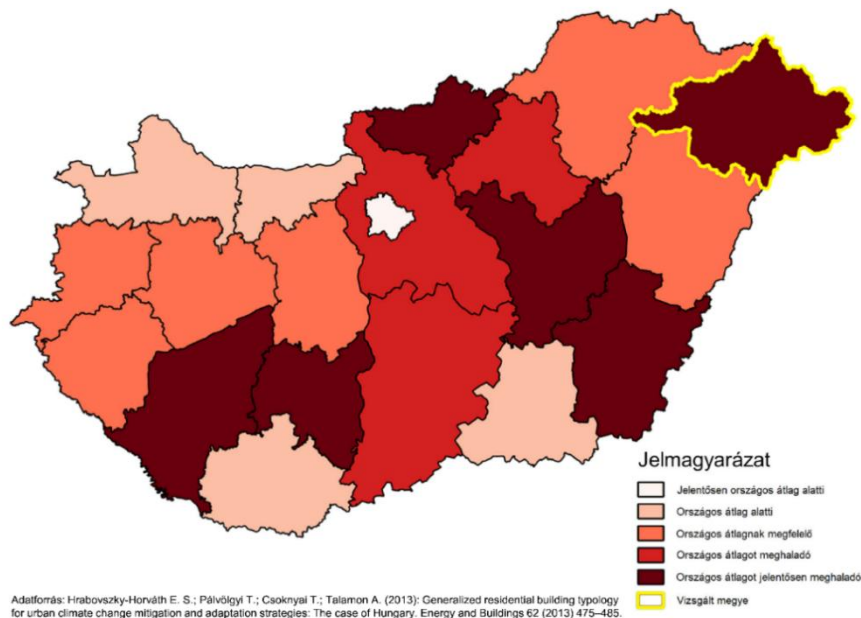 Jelmagyarázat
Jelentősen országos átlag alatti
Országos átlag alatti
Országos átlagnak megfelelő
Országos átlagot meghaladó
Országos átlagot jelentősen meghaladó
Vizsgált megye
Adatforrás: Hrabovszky-Horváth E. S.; Pálvölgyi T.; Csoknyai T.; Talamon A. (2013): Generalized residential building typology
for urban climate change mitigation and adaptation strategies: The case of Hungary. Energy and Buildings 62 (2013) 475–485.